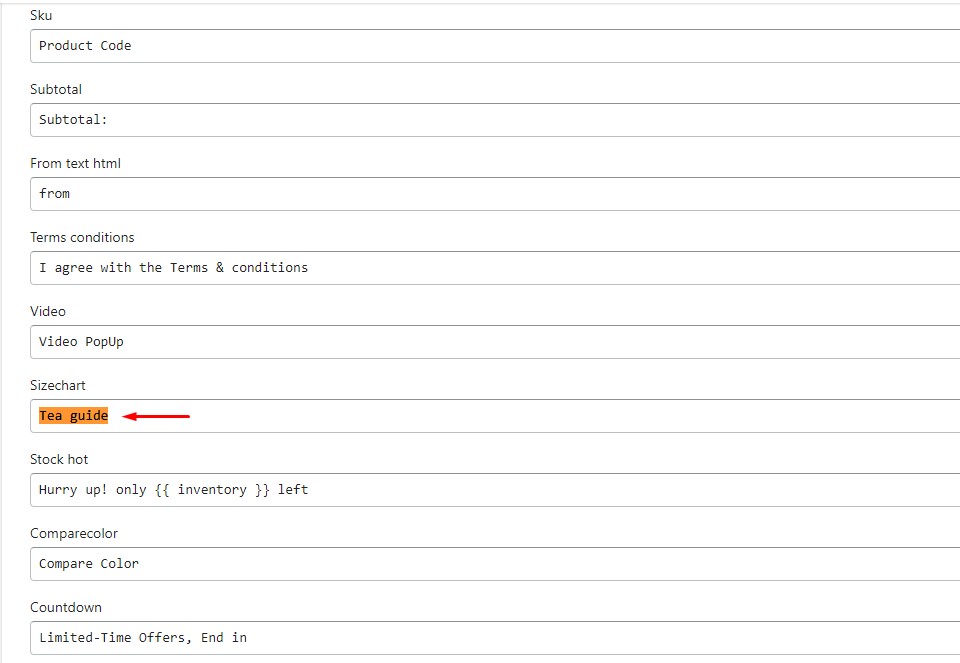 Sku
Product Code
Subtotal
Subtotal:
From text html
from
Terms conditions
I agree with the Terms & conditions
Video
Video PopUp
Sizechart
Tea guide
Stock hot
Hurry up! only {{ inventory }} left
Comparecolor
Compare Color
Countdown
Limited-Time Offers, End in